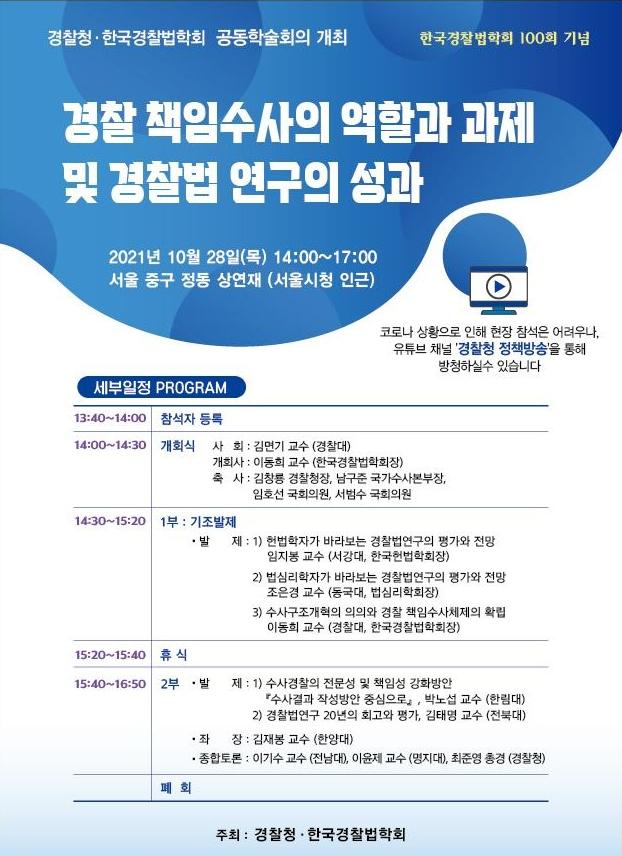 경찰청·한국경찰법학회 공동학술회의 개최
한국경찰법학회 100회 기념
경찰 책임수사의 역할과 과제
및 경찰법 연구의 성과
2021년 10월 28일(목) 14:00~17:00
서울 중구 정동 상연재 (서울시청 인근)
코로나 상황으로 인해 현장 참석은 어려우나,
유튜브 채널 '경찰청 정책방송'을 통해
방청하실수 있습니다
세부일정 PROGRAM
13:40~14:00 참석자 등록
14:00~14:30 개회식 사 회 : 김면기 교수 (경찰대)
개회사 : 이동희 교수 (한국경찰법학회장)
축 사 : 김창룡 경찰청장, 남구준 국가수사본부장,
임호선 국회의원, 서범수 국회의원
14:30~15:20 1부 : 기조발제
• 발 제 : 1) 헌법학자가 바라보는 경찰법연구의 평가와 전망
임지봉 교수 (서강대, 한국헌법학회장)
2) 법심리학자가 바라보는 경찰법연구의 평가와 전망
조은경 교수 (동국대, 법심리학회장)
3) 수사구조개혁의 의의와 경찰 책임수사체제의 확립
이동희 교수 (경찰대, 한국경찰법학회장)
15:20~15:40 휴 식
15:40~16:50 2부 • 발 제 : 1) 수사경찰의 전문성 및 책임성 강화방안
『수사결과 작성방안 중심으로』, 박노섭 교수 (한림대)
2) 경찰법연구 20년의 회고와 평가, 김태명 교수 (전북대)
• 좌 장 : 김재봉 교수 (한양대)
• 종합토론 : 이기수 교수 (전남대), 이윤제 교수 (명지대), 최준영 총경 (경찰청)
폐 회
주최 : 경찰청·한국경찰법학회